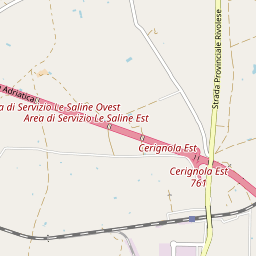 Strada Provinciale Rivolese
Adriatica
a di Servizio Le Saline Ovest
Area di Servizio Le Saline Est
Cerignola Est
Cerignola Est
761